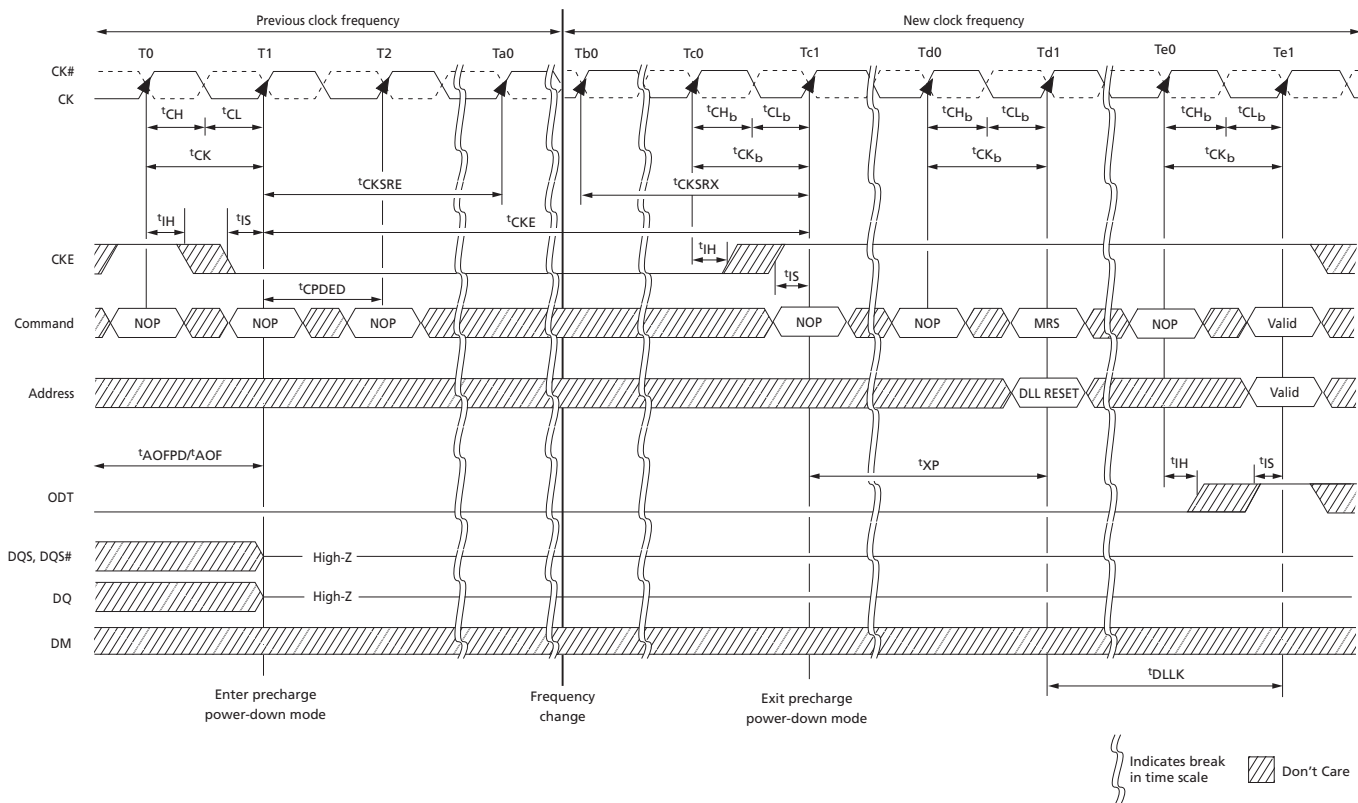 Previous clock frequency New clock frequency
T0 T1 T2 Ta0 Tb0 Tc0 Tc1 Td0 Td1 Te0 Te1
CK#
CK
tCH tCL tCHb tCLb tCHb tCLb tCHb tCLb
tCK tCKb tCKb tCKb
tCKSRE tCKSRX
tIH tIS tCKE
CKE tIH
tIS
tCPDED
Command NOP NOP NOP NOP NOP MRS NOP Valid
Address DLL RESET Valid
tAOFPD/tAOF tXP tIH tIS
ODT
DQS, DQS# High-Z
DQ High-Z
DM
tDLLK
Enter precharge
power-down mode
Frequency
change
Exit precharge
power-down mode
Indicates break
in time scale
Don't Care